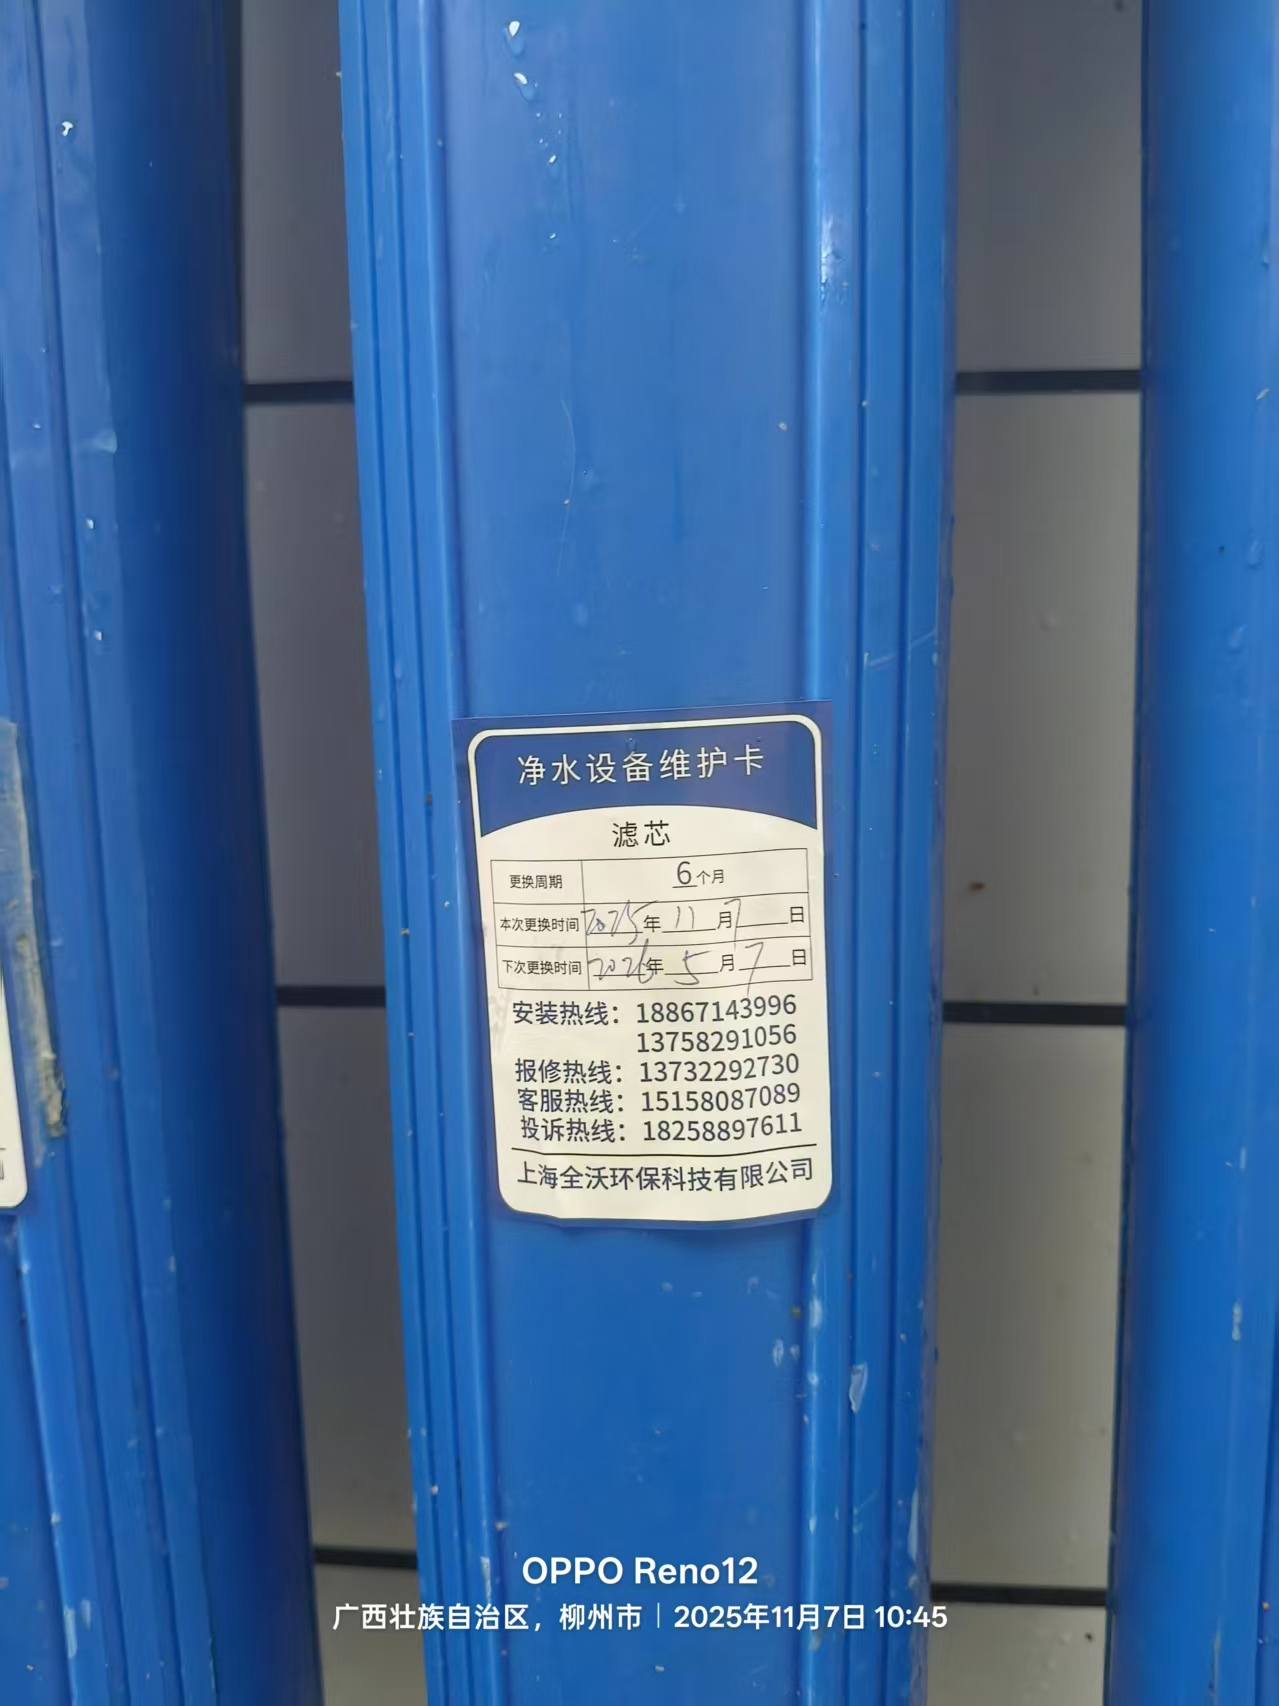 净水设备维护卡
滤芯
更换周期 6个月
本次更换时间 2025年11月7日
下次更换时间 2026年5月7日
安装热线：18867143996
13758291056
报修热线：13732292730
客服热线：15158087089
投诉热线：18258897611
上海全沃环保科技有限公司
OPPO Reno12
广西壮族自治区，柳州市｜2025年11月7日 10:45